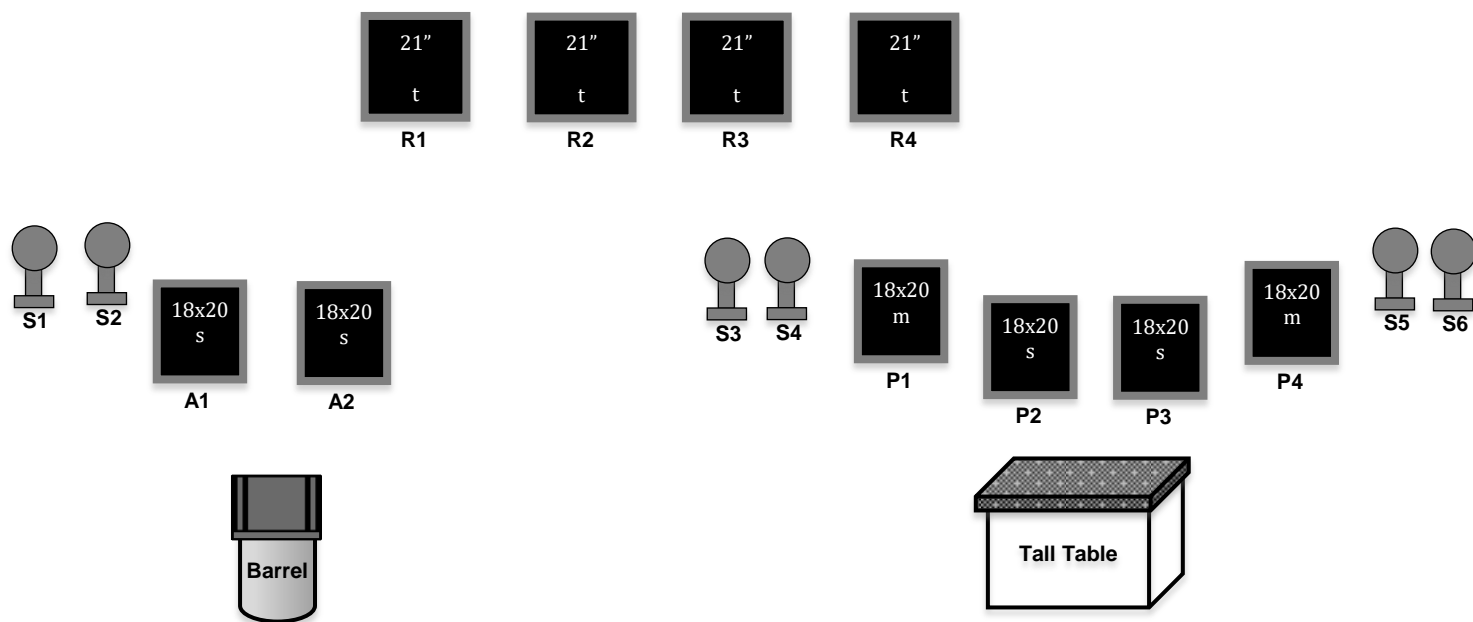 21”
t
R1
21”
t
R2
21”
t
R3
21”
t
R4
S1
S2
18x20
s
A1
18x20
s
A2
S3
S4
18x20
m
P1
18x20
s
P2
18x20
s
P3
18x20
m
P4
S5
S6
Barrel
Tall Table